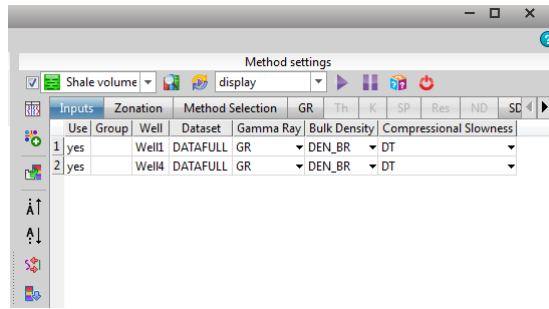 Method settings
Shale volume display
Inputs Zonation Method Selection GR Th K SP Res ND SD
Use Group Well Dataset Gamma Ray Bulk Density Compressional Slowness
1 yes Well1 DATAFULL GR DEN_BR DT
2 yes Well4 DATAFULL GR DEN_BR DT